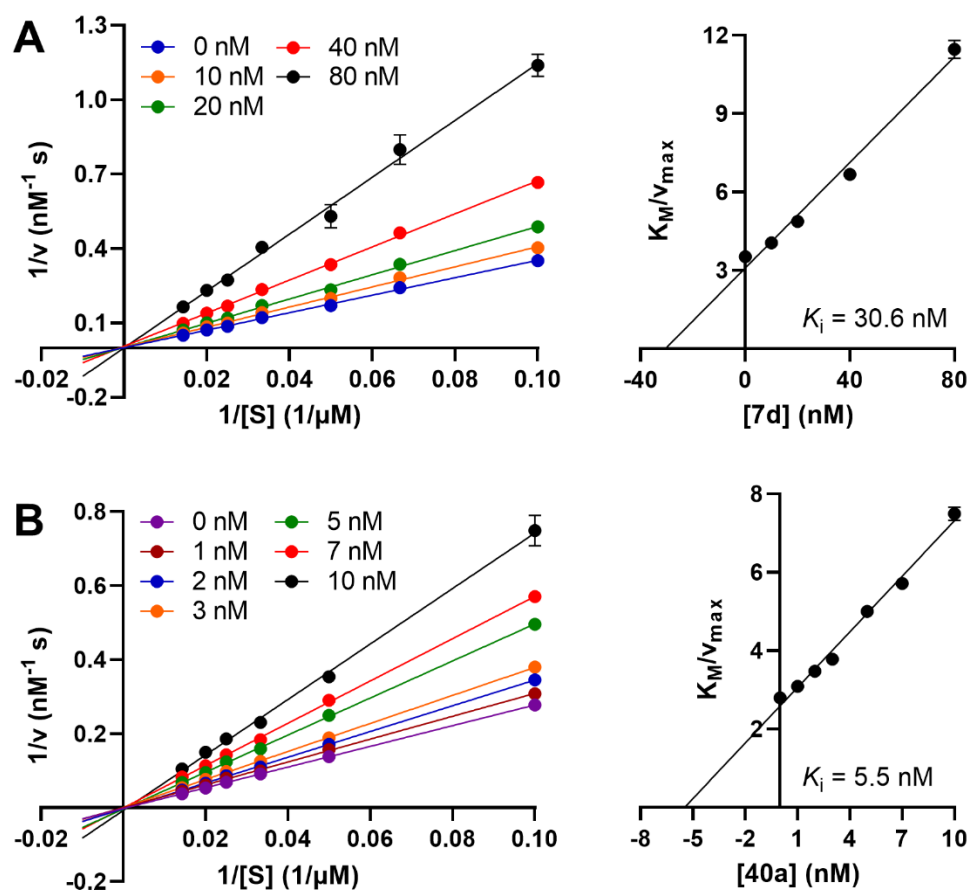 A
0 nM
40 nM
10 nM
80 nM
20 nM
1/v (nM⁻¹ s)
1.3
1.0
0.7
0.4
0.1
-0.2
-0.02
0.02
0.04
0.06
0.08
0.10
1/[S] (1/µM)
K_M/v_max
12
9
6
3
K_i = 30.6 nM
-40
0
40
80
[7d] (nM)
B
0 nM
5 nM
1 nM
7 nM
2 nM
10 nM
3 nM
1/v (nM⁻¹ s)
0.8
0.6
0.4
0.2
-0.2
-0.02
0.02
0.04
0.06
0.08
0.10
1/[S] (1/µM)
K_M/v_max
8
6
4
2
K_i = 5.5 nM
-8
-5
-2
1
4
7
10
[40a] (nM)